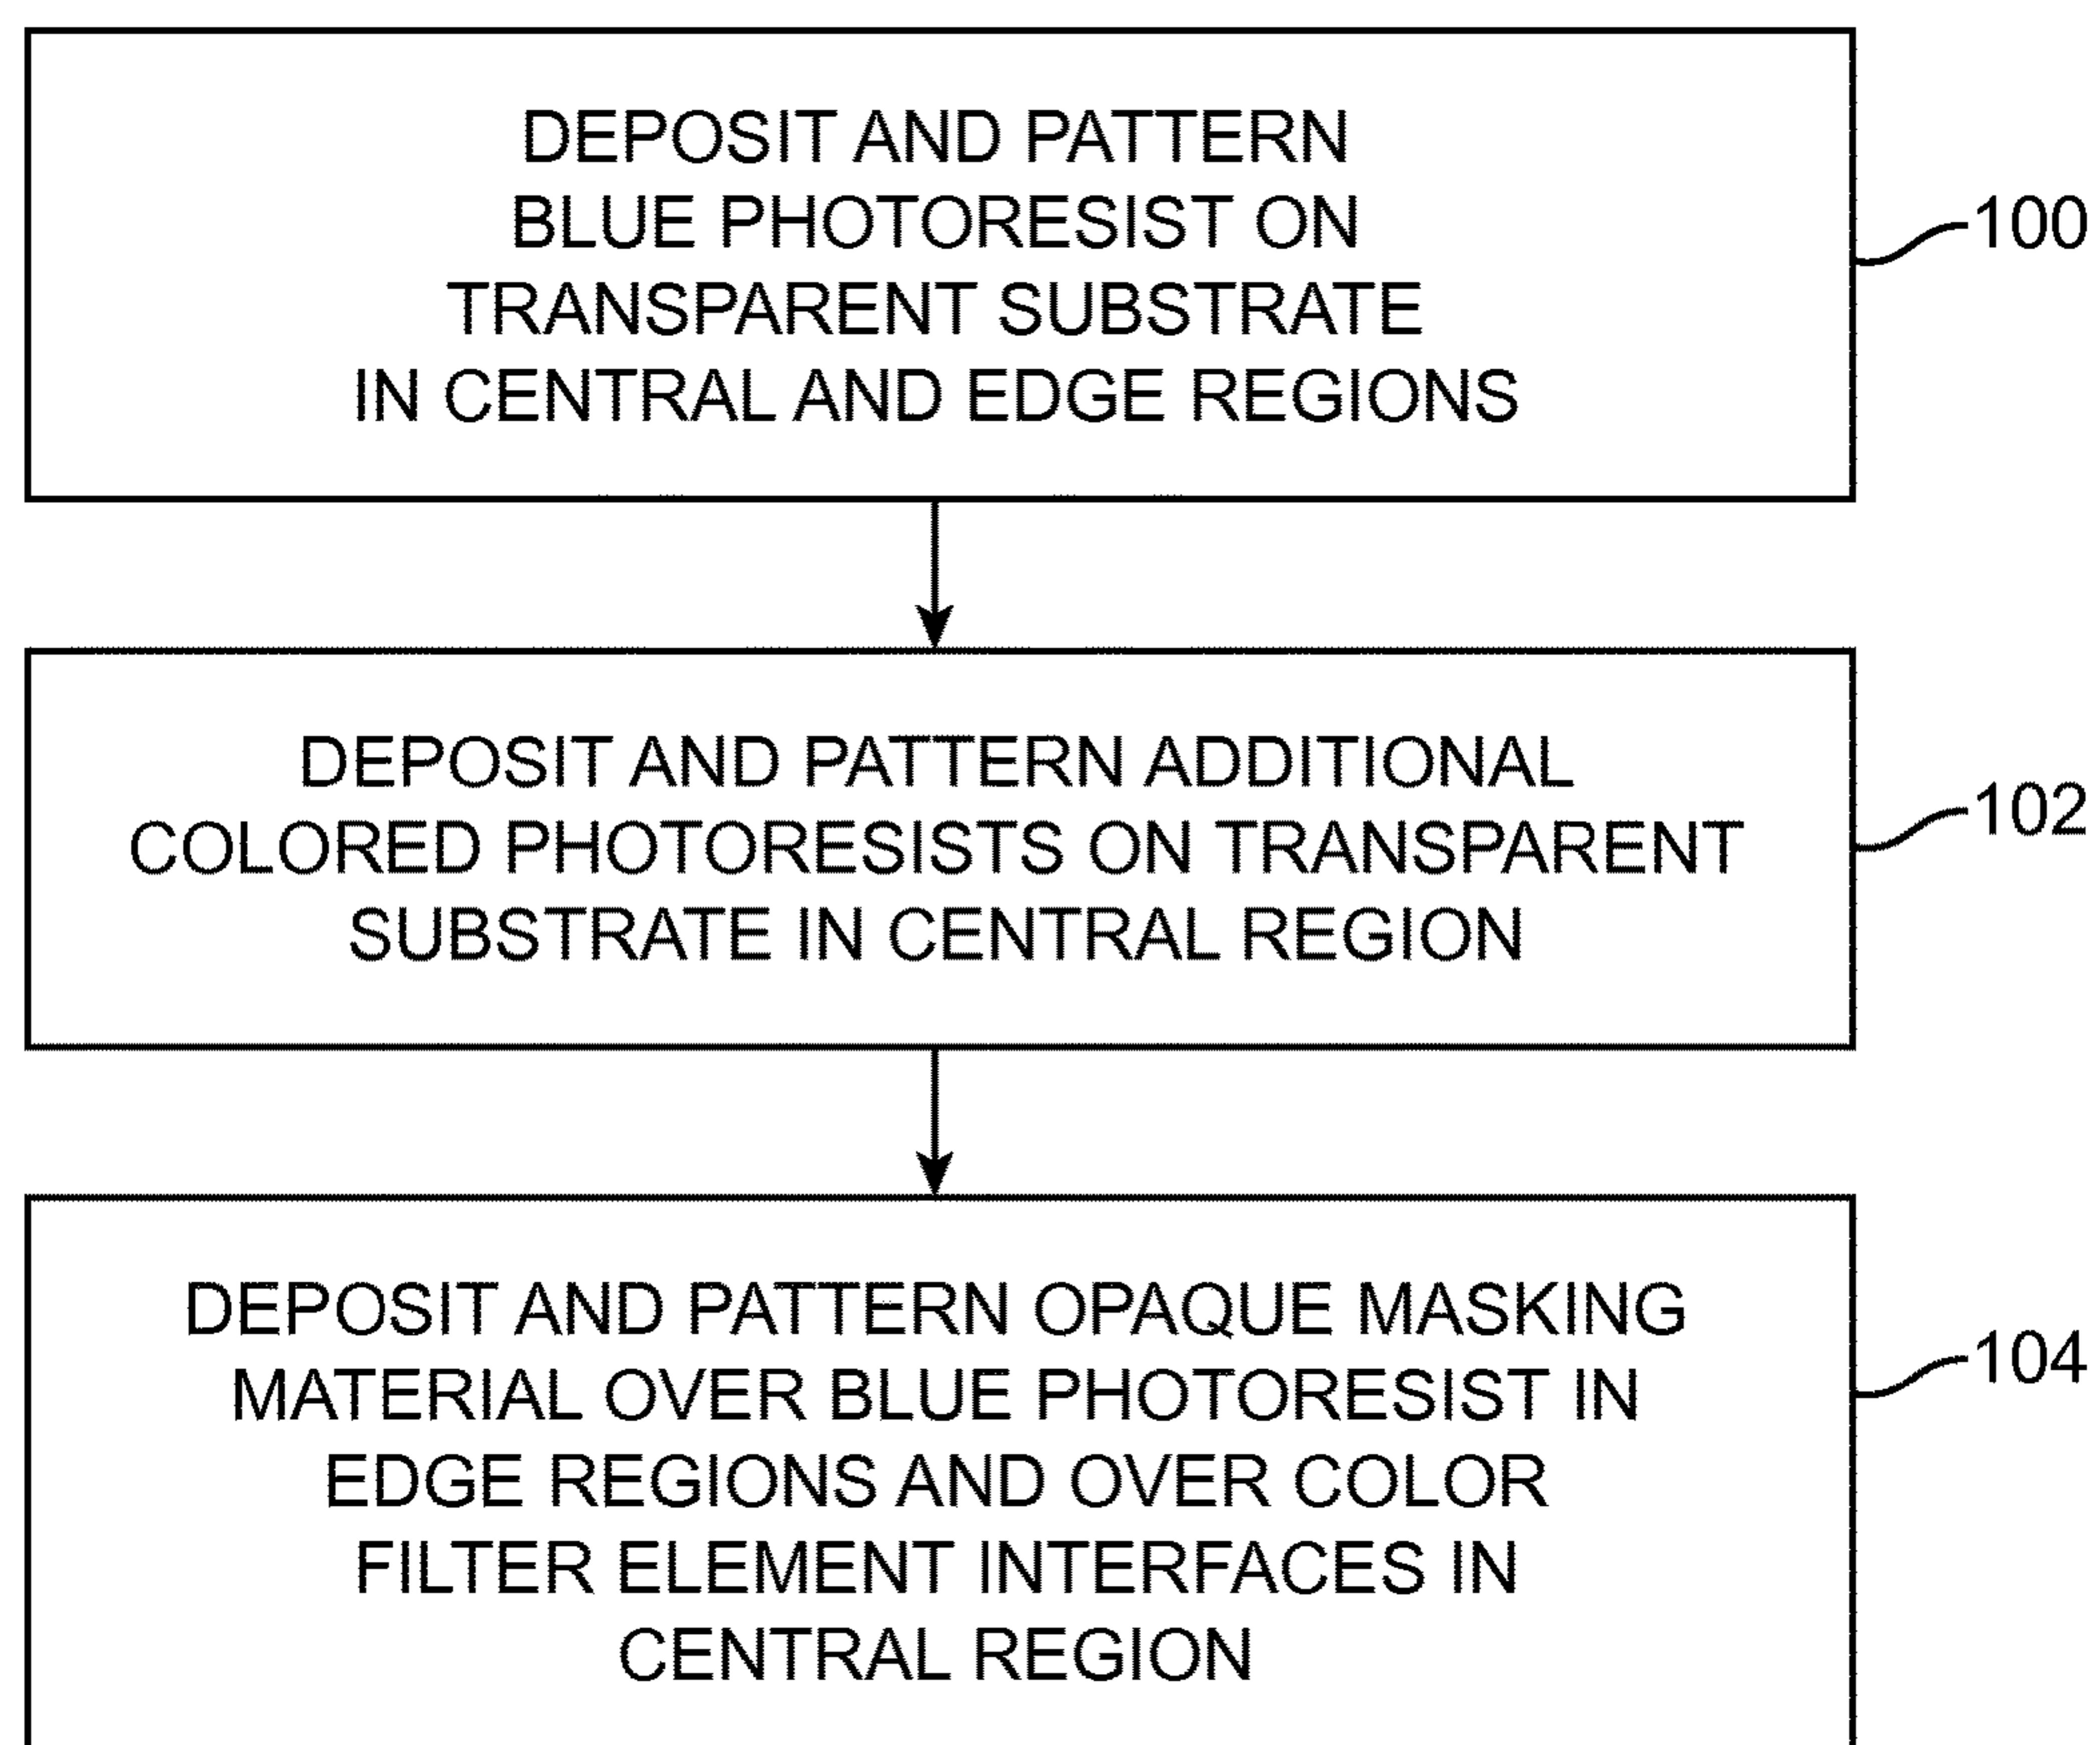 DEPOSIT AND PATTERN
BLUE PHOTORESIST ON
TRANSPARENT SUBSTRATE
IN CENTRAL AND EDGE REGIONS
100
DEPOSIT AND PATTERN ADDITIONAL
COLORED PHOTORESISTS ON TRANSPARENT
SUBSTRATE IN CENTRAL REGION
102
DEPOSIT AND PATTERN OPAQUE MASKING
MATERIAL OVER BLUE PHOTORESIST IN
EDGE REGIONS AND OVER COLOR
FILTER ELEMENT INTERFACES IN
CENTRAL REGION
104